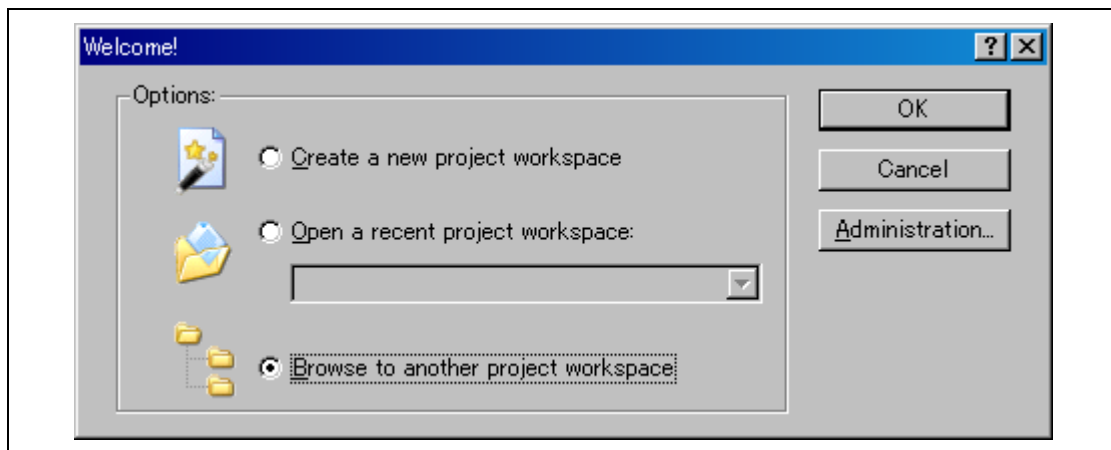 Welcome!
Options:
Create a new project workspace
Open a recent project workspace:
Browse to another project workspace
OK
Cancel
Administration...